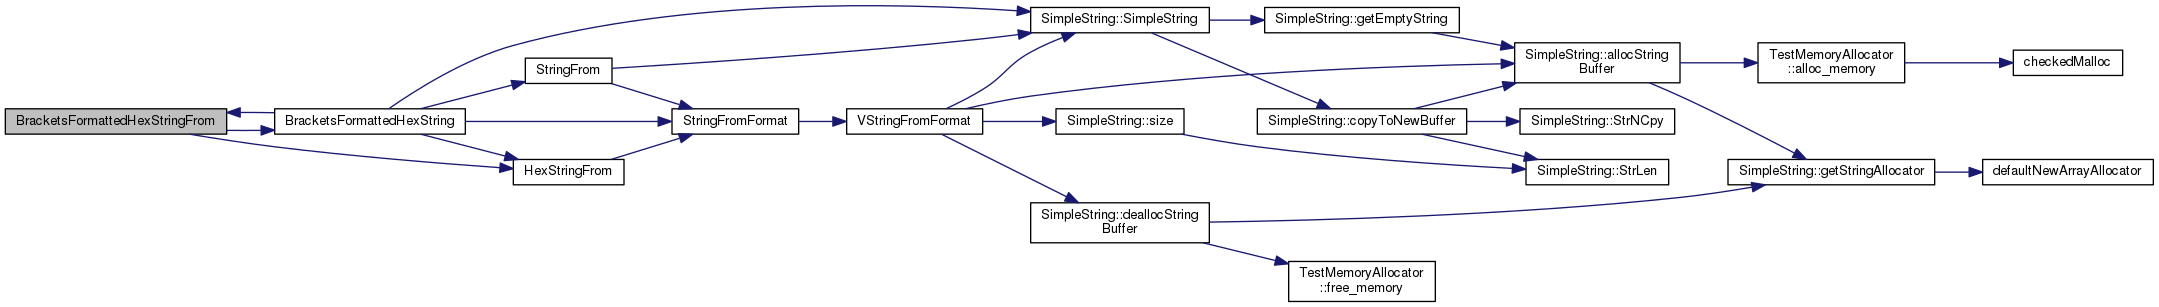 BracketsFormattedHexStringFrom
BracketsFormattedHexString
StringFrom
HexStringFrom
StringFromFormat
VStringFromFormat
SimpleString::SimpleString
SimpleString::size
SimpleString::deallocString
Buffer
SimpleString::getEmptyString
SimpleString::copyToNewBuffer
TestMemoryAllocator
::free_memory
SimpleString::allocString
Buffer
SimpleString::StrNCpy
SimpleString::StrLen
TestMemoryAllocator
::alloc_memory
SimpleString::getStringAllocator
checkedMalloc
defaultNewArrayAllocator